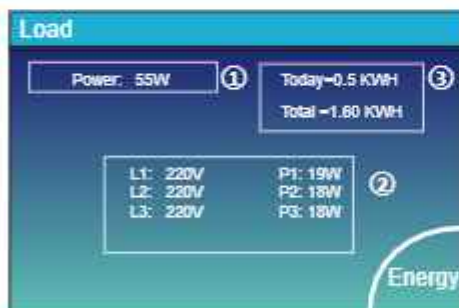 Load
Power: 55W ①
Today=0.5 KWH ③
Total =1.60 KWH
L1: 220V P1: 19W ②
L2: 220V P2: 18W
L3: 220V P3: 18W
Energy